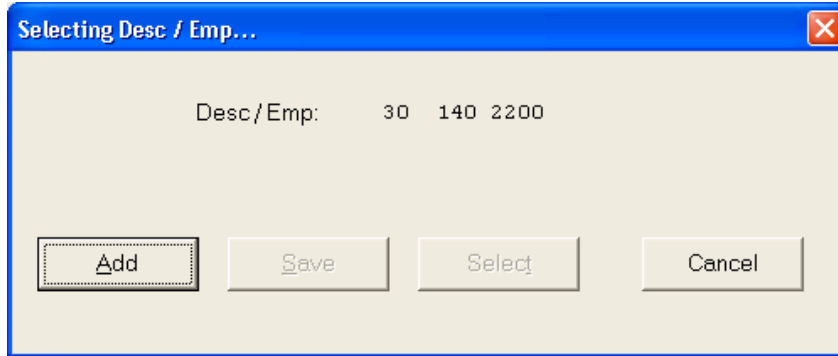 Selecting Desc / Emp...
Desc/Emp: 30 140 2200
Add Save Select Cancel